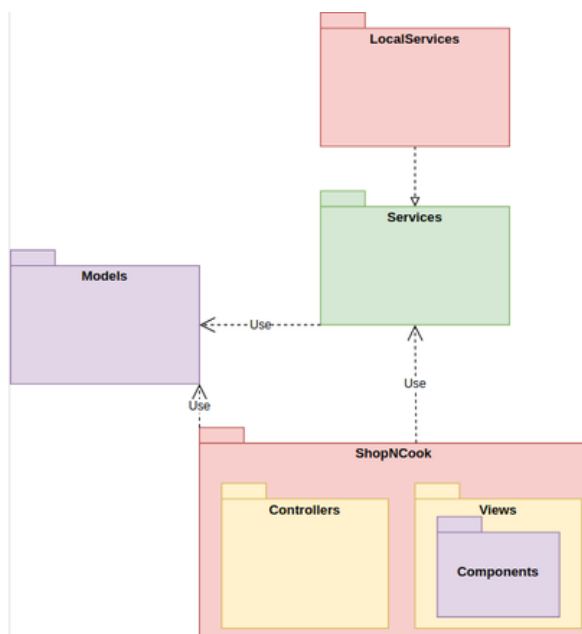 LocalServices
Services
Models
Use
Use
Use
ShopNCook
Controllers
Views
Components